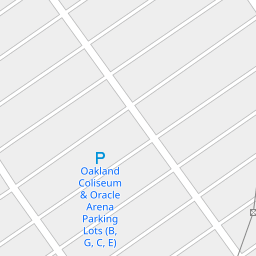 P
Oakland
Coliseum
& Oracle
Arena
Parking
Lots (B,
G, C, E)